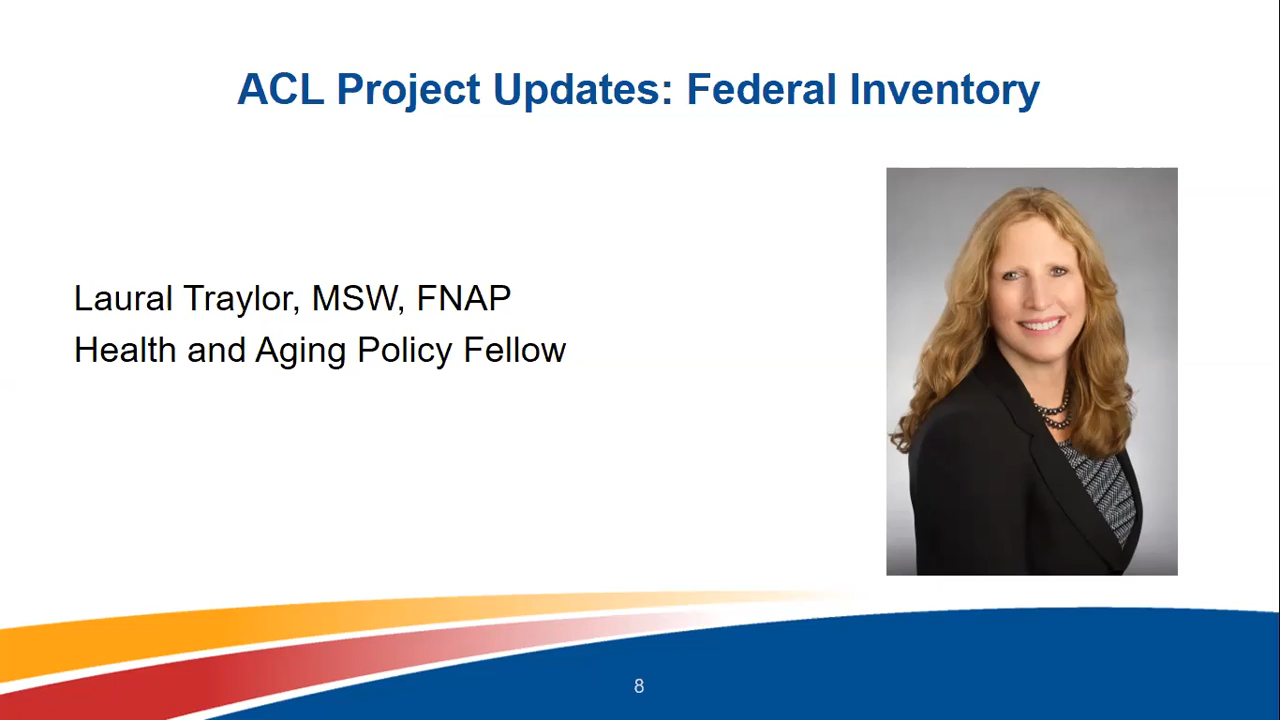 ACL Project Updates: Federal Inventory
Laural Traylor, MSW, FNAP
Health and Aging Policy Fellow
8